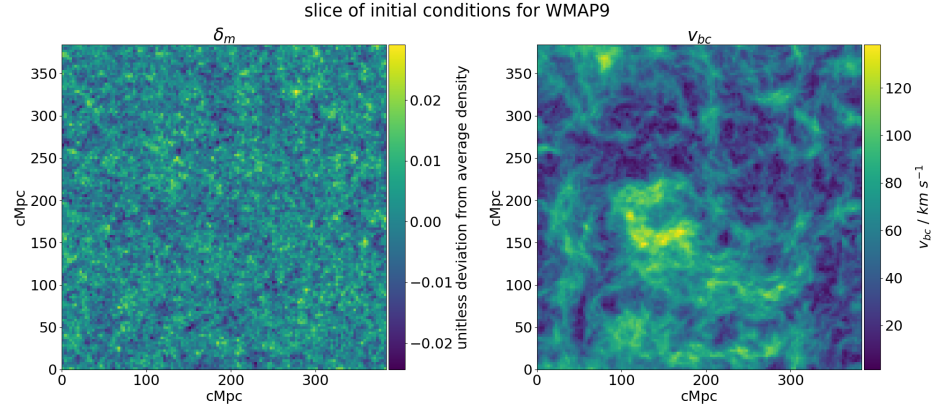 slice of initial conditions for WMAP9
δ_m
350
300
250
200
150
100
50
0
0 100 200 300
cMpc
cMpc
0.02
0.01
0.00
−0.01
−0.02
unitless deviation from average density
v_bc
350
300
250
200
150
100
50
0
0 100 200 300
cMpc
cMpc
120
100
80
60
40
20
v_bc / km s⁻¹